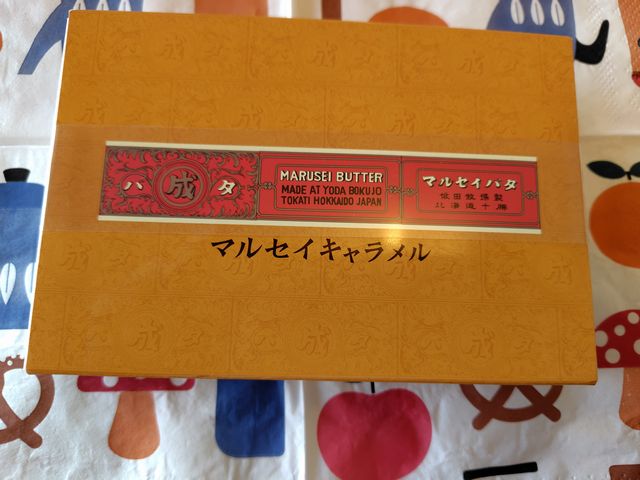 バ 成 タ
MARUSEI BUTTER
MADE AT YODA BOKUJO
TOKATI HOKKAIDO JAPAN
マルセイバタ
依田牧場製
北海道十勝
マルセイキャラメル